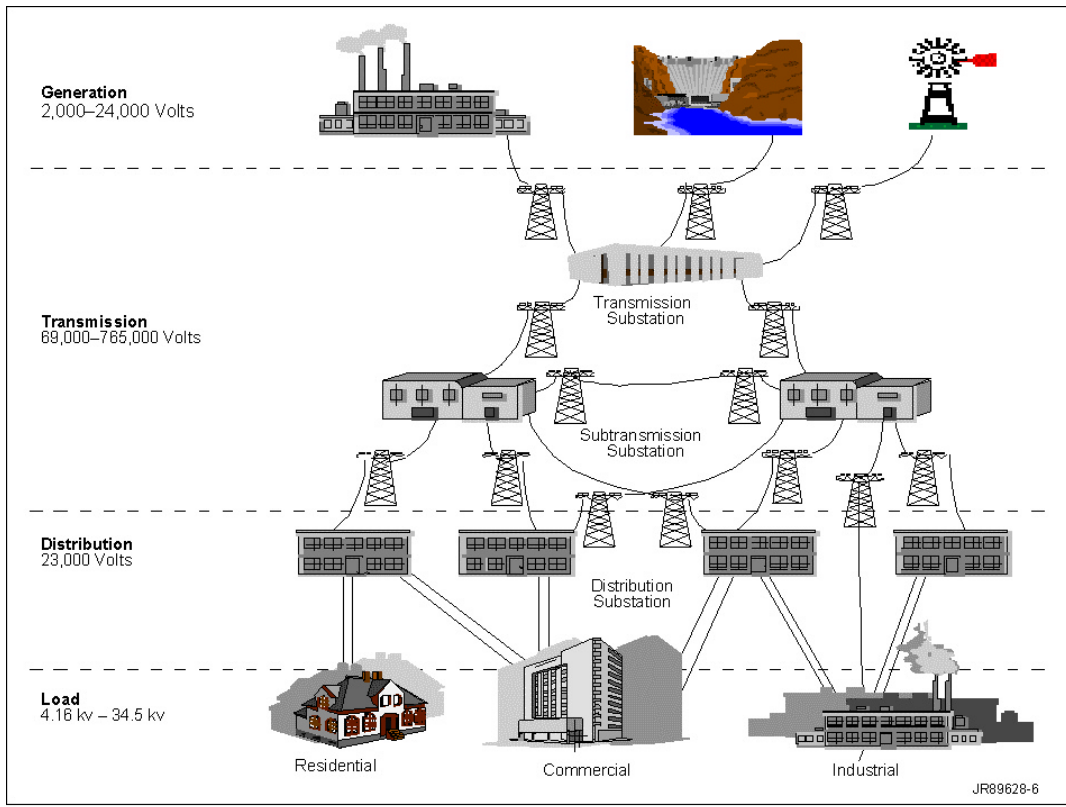 Generation
2,000–24,000 Volts
Transmission
Substation
Transmission
69,000–765,000 Volts
Subtransmission
Substation
Distribution
23,000 Volts
Distribution
Substation
Load
4.16 kv – 34.5 kv
Residential
Commercial
Industrial
JR89628-6